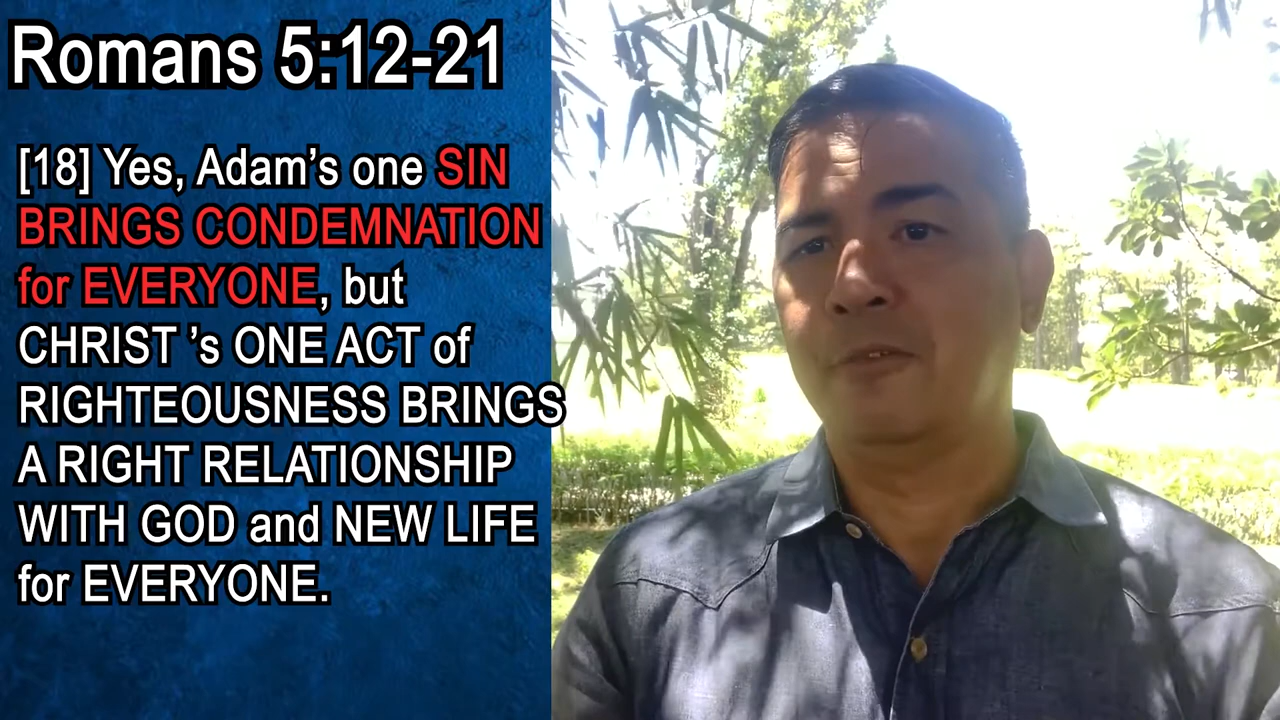 Romans 5:12-21
[18] Yes, Adam’s one SIN
BRINGS CONDEMNATION
for EVERYONE, but
CHRIST ’s ONE ACT of
RIGHTEOUSNESS BRINGS
A RIGHT RELATIONSHIP
WITH GOD and NEW LIFE
for EVERYONE.